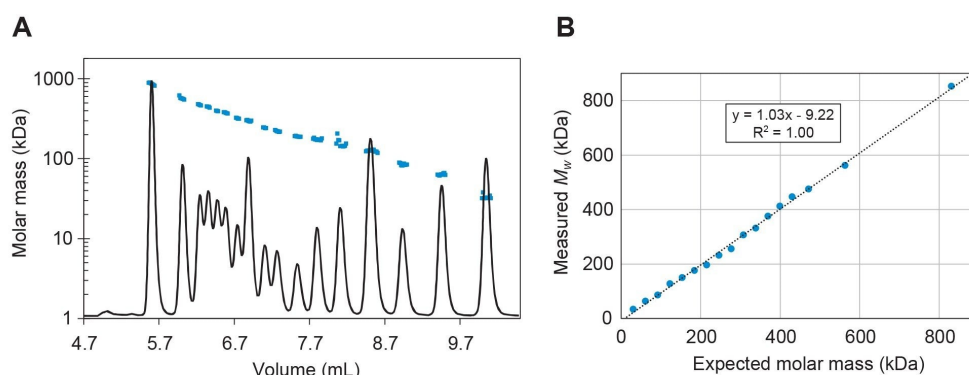 A
Molar mass (kDa)
1000
100
10
1
4.7 5.7 6.7 7.7 8.7 9.7
Volume (mL)
B
Measured Mw (kDa)
800
600
400
200
0
y = 1.03x - 9.22
R² = 1.00
0 200 400 600 800
Expected molar mass (kDa)